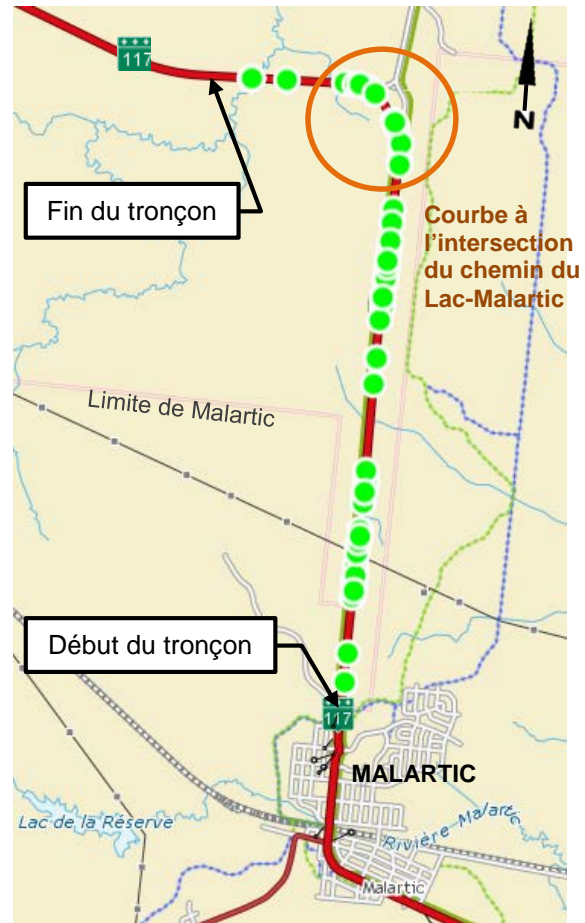 117
N
Fin du tronçon
Courbe à
l'intersection
du chemin du
Lac-Malartic
Limite de Malartic
Début du tronçon
117
MALARTIC
Lac de la Réserve
Rivière Malartic
Malartic